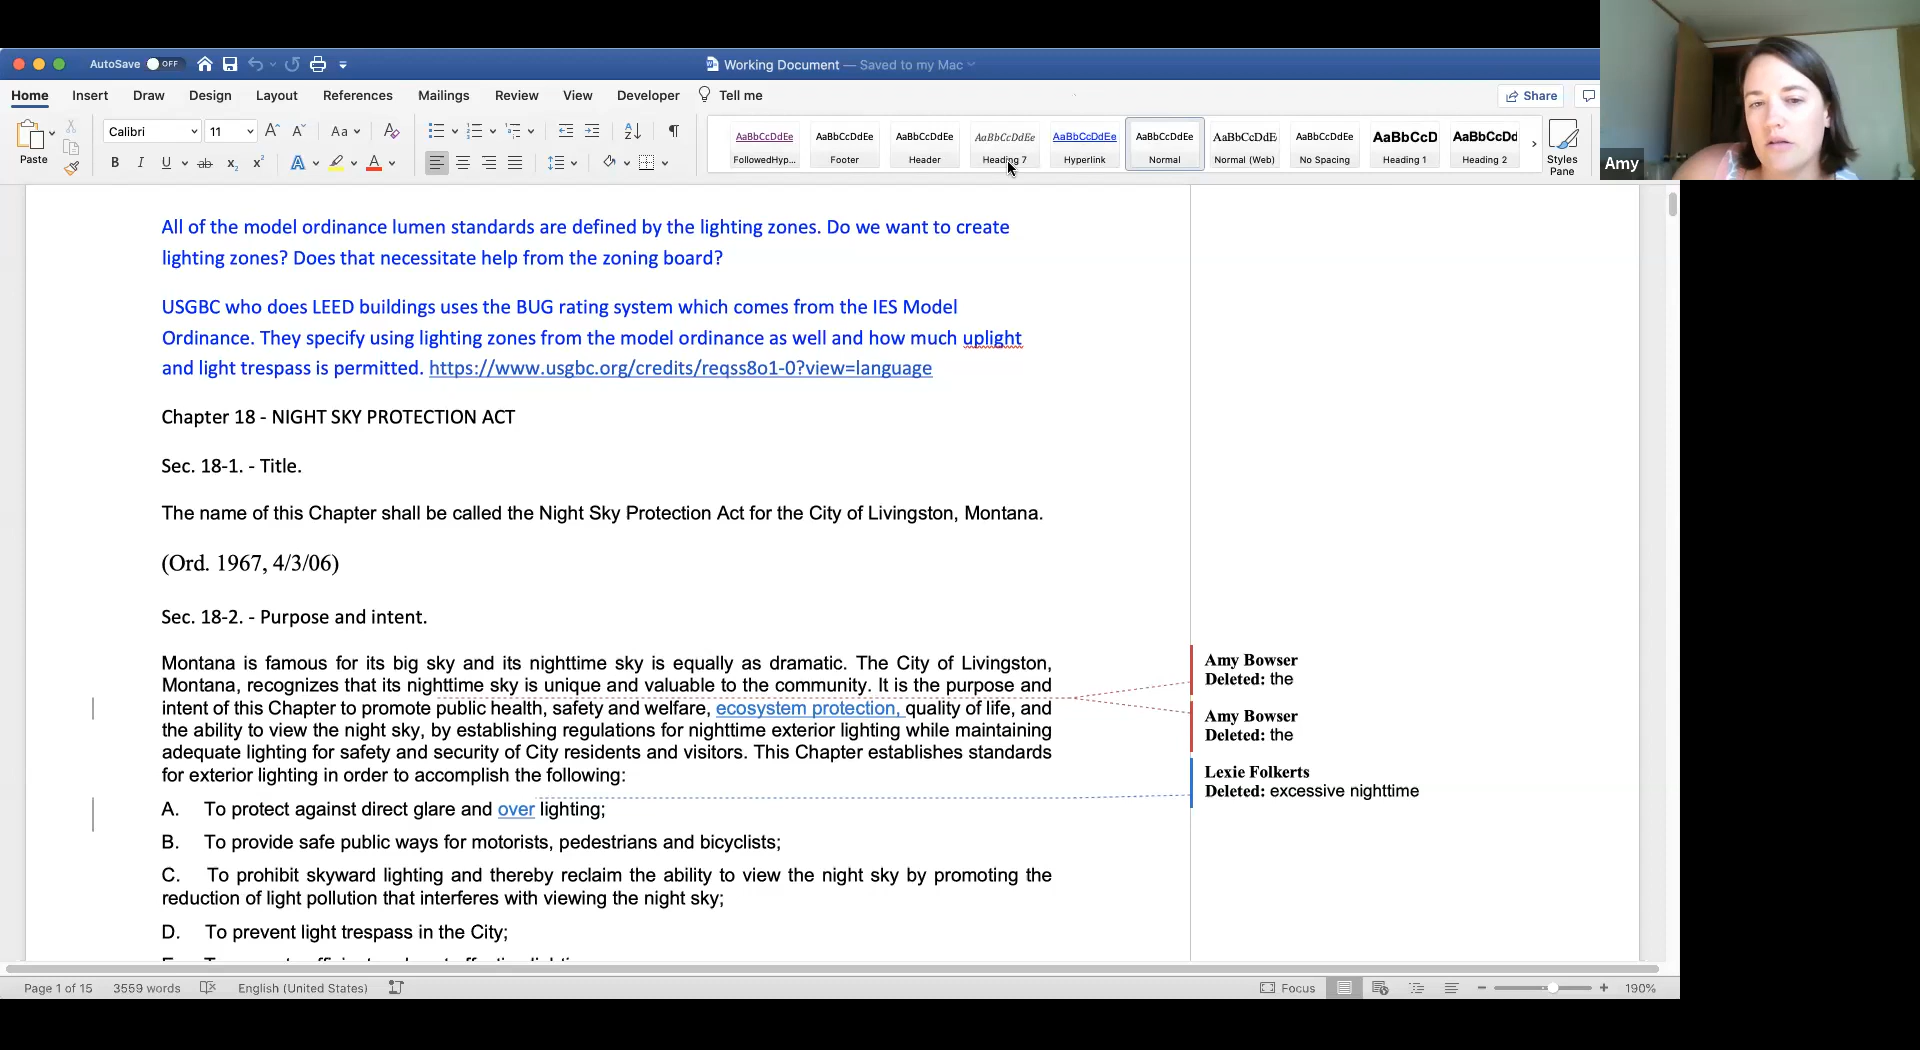 AutoSave OFF
Working Document — Saved to my Mac
Home Insert Draw Design Layout References Mailings Review View Developer Tell me
Share
Paste
Calibri 11
AaBbCcDdEe AaBbCcDdEe AaBbCcDdEe AaBbCcDdEe AaBbCcDdEe AaBbCcDdEe AaBbCcDdE AaBbCcDdEe AaBbCcD AaBbCcDd
FollowedHyp... Footer Header Heading 7 Hyperlink Normal Normal (Web) No Spacing Heading 1 Heading 2
Styles
Pane
Amy
All of the model ordinance lumen standards are defined by the lighting zones. Do we want to create
lighting zones? Does that necessitate help from the zoning board?
USGBC who does LEED buildings uses the BUG rating system which comes from the IES Model
Ordinance. They specify using lighting zones from the model ordinance as well and how much uplight
and light trespass is permitted. https://www.usgbc.org/credits/reqss8o1-0?view=language
Chapter 18 - NIGHT SKY PROTECTION ACT
Sec. 18-1. - Title.
The name of this Chapter shall be called the Night Sky Protection Act for the City of Livingston, Montana.
(Ord. 1967, 4/3/06)
Sec. 18-2. - Purpose and intent.
Montana is famous for its big sky and its nighttime sky is equally as dramatic. The City of Livingston,
Montana, recognizes that its nighttime sky is unique and valuable to the community. It is the purpose and
intent of this Chapter to promote public health, safety and welfare, ecosystem protection, quality of life, and
the ability to view the night sky, by establishing regulations for nighttime exterior lighting while maintaining
adequate lighting for safety and security of City residents and visitors. This Chapter establishes standards
for exterior lighting in order to accomplish the following:
A. To protect against direct glare and over lighting;
B. To provide safe public ways for motorists, pedestrians and bicyclists;
C. To prohibit skyward lighting and thereby reclaim the ability to view the night sky by promoting the
reduction of light pollution that interferes with viewing the night sky;
D. To prevent light trespass in the City;
Amy Bowser
Deleted: the
Amy Bowser
Deleted: the
Lexie Folkerts
Deleted: excessive nighttime
Page 1 of 15 3559 words English (United States)
Focus
190%